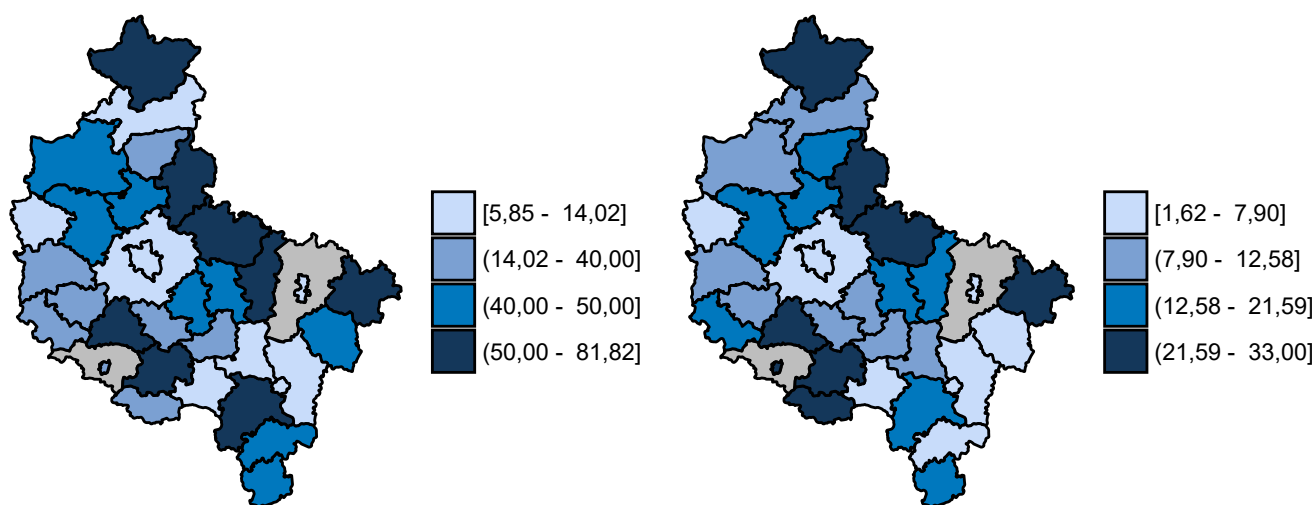 [5,85 - 14,02]
(14,02 - 40,00]
(40,00 - 50,00]
(50,00 - 81,82]
[1,62 - 7,90]
(7,90 - 12,58]
(12,58 - 21,59]
(21,59 - 33,00]